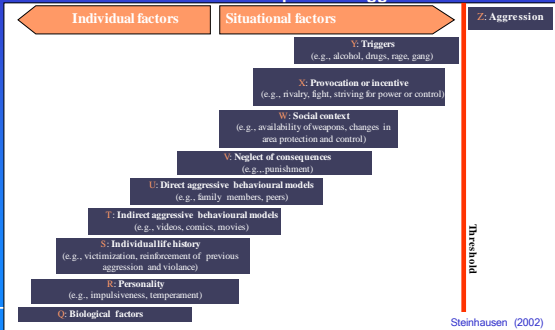 Individual factors
Situational factors
Z: Aggression
Y: Triggers
(e.g., alcohol, drugs, rage, gang)
X: Provocation or incentive
(e.g., rivalry, fight, striving for power or control)
W: Social context
(e.g., availability of weapons, changes in
area protection and control)
V: Neglect of consequences
(e.g.,.. punishment)
U: Direct aggressive behavioural models
(e.g., family members, peers)
T: Indirect aggressive behavioural models
(e.g., videos, comics, movies)
S: Individual life history
(e.g., victimization, reinforcement of previous
aggression and violance)
R: Personality
(e.g., impulsiveness, temperament)
Q: Biological factors
Threshold
Steinhausen (2002)